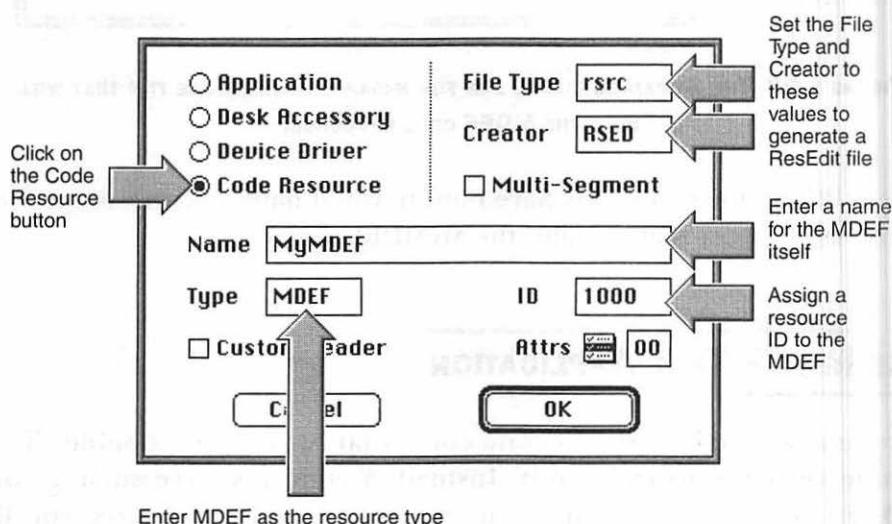 Set the File
Type and
Creator to
these
values to
generate a
ResEdit file
Application
File Type rsrc
Desk Accessory
Creator RSED
Device Driver
Click on
the Code
Resource
button
Code Resource
Multi-Segment
Enter a name
for the MDEF
itself
Name MyMDEF
Type MDEF
ID 1000
Assign a
resource
ID to the
MDEF
Attrs 00
OK
Enter MDEF as the resource type